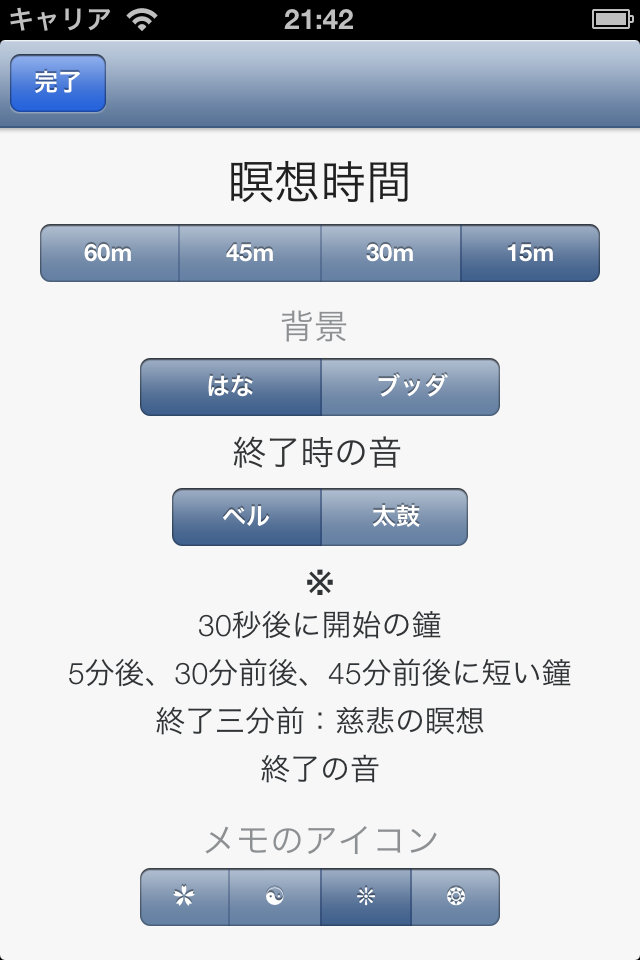 キャリア 21:42
完了
瞑想時間
60m 45m 30m 15m
背景
はな ブッダ
終了時の音
ベル 太鼓
※
30秒後に開始の鐘
5分後、30分前後、45分前後に短い鐘
終了三分前：慈悲の瞑想
終了の音
メモのアイコン